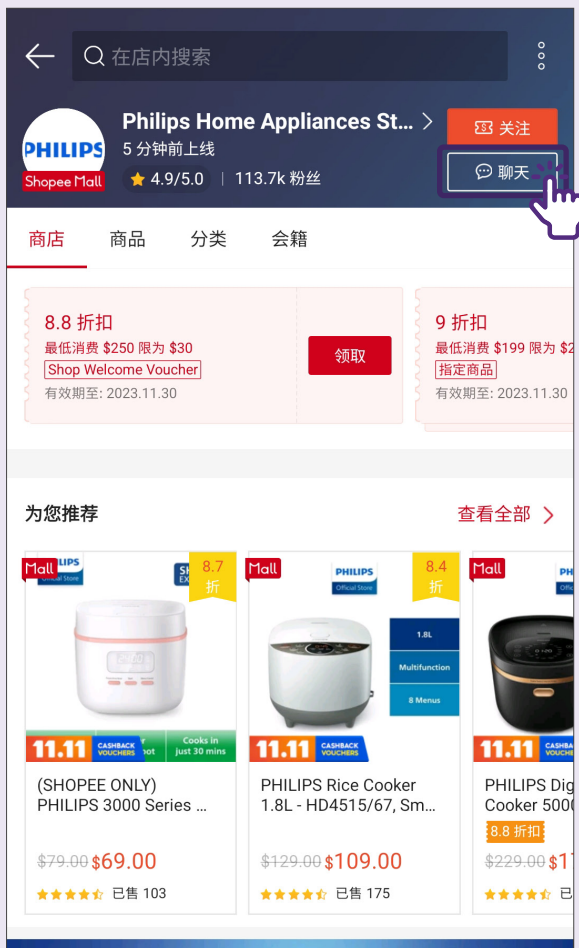 在店内搜索
Philips Home Appliances St...
关注
PHILIPS
5 分钟前上线
Shopee Mall
4.9/5.0 | 113.7k 粉丝
聊天
商店 商品 分类 会籍
8.8 折扣
最低消费 $250 限为 $30
Shop Welcome Voucher
有效期至: 2023.11.30
领取
9 折扣
最低消费 $199 限为 $2
指定商品
有效期至: 2023.11.30
为您推荐
查看全部
Mall
LIPS
8.7
折
Cooks in
just 30 mins
11.11 CASHBACK
VOUCHERS
(SHOPEE ONLY)
PHILIPS 3000 Series ...
$79.00 $69.00
已售 103
Mall
PHILIPS
Official Store
8.4
折
1.8L
Multifunction
8 Menus
11.11 CASHBACK
VOUCHERS
PHILIPS Rice Cooker
1.8L - HD4515/67, Sm...
$129.00 $109.00
已售 175
Mall
PH
11.11
PHILIPS Dig
Cooker 500
8.8 折扣
$229.00 $1
已